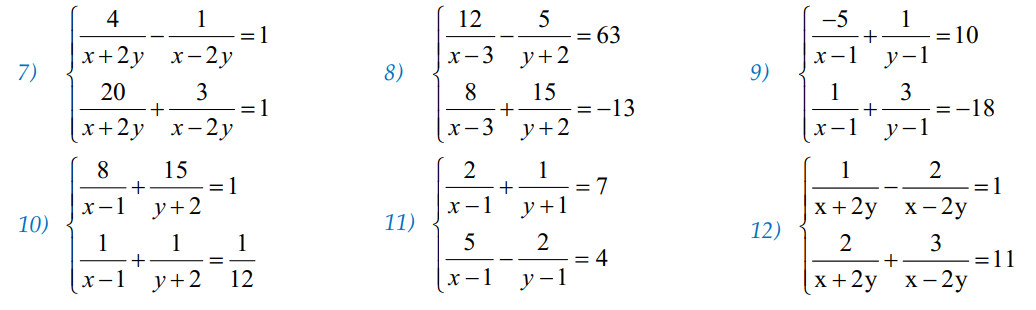 7) { 4/(x+2y) − 1/(x−2y) = 1
20/(x+2y) + 3/(x−2y) = 1
8) { 12/(x−3) − 5/(y+2) = 63
8/(x−3) + 15/(y+2) = −13
9) { −5/(x−1) + 1/(y−1) = 10
1/(x−1) + 3/(y−1) = −18
10) { 8/(x−1) + 15/(y+2) = 1
1/(x−1) + 1/(y+2) = 1/12
11) { 2/(x−1) + 1/(y+1) = 7
5/(x−1) − 2/(y−1) = 4
12) { 1/(x+2y) − 2/(x−2y) = 1
2/(x+2y) + 3/(x−2y) = 11